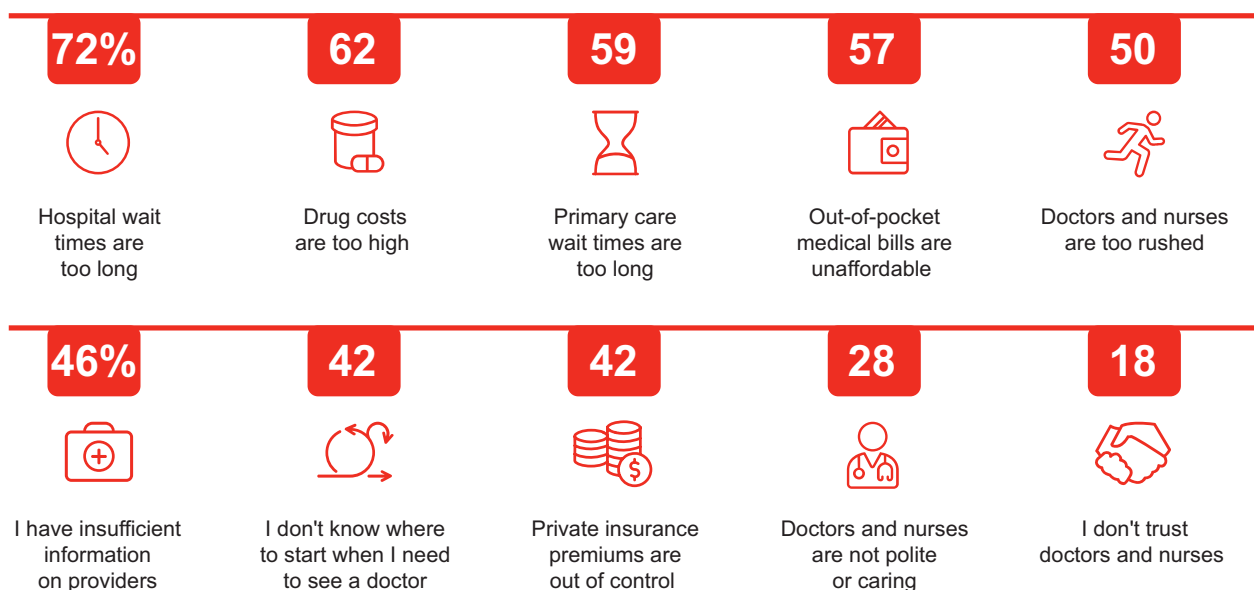 72%
62
59
57
50
Hospital wait
times are
too long
Drug costs
are too high
Primary care
wait times are
too long
Out-of-pocket
medical bills are
unaffordable
Doctors and nurses
are too rushed
46%
42
42
28
18
$
I have insufficient
information
on providers
I don't know where
to start when I need
to see a doctor
Private insurance
premiums are
out of control
Doctors and nurses
are not polite
or caring
I don't trust
doctors and nurses